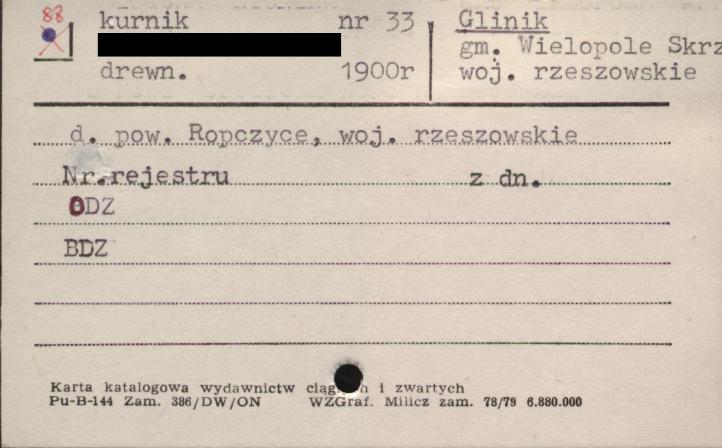 88
kurnik nr 33
drewn. 1900r
Glinik
gm. Wielopole Skrz
woj. rzeszowskie
d. pow. Ropczyce, woj. rzeszowskie
Nr.rejestru z dn.
ODZ
BDZ
Karta katalogowa wydawnictw i zwartych
Pu-B-144 Zam. 386/DW/ON WZGraf. Milicz zam. 78/79 6.880.000